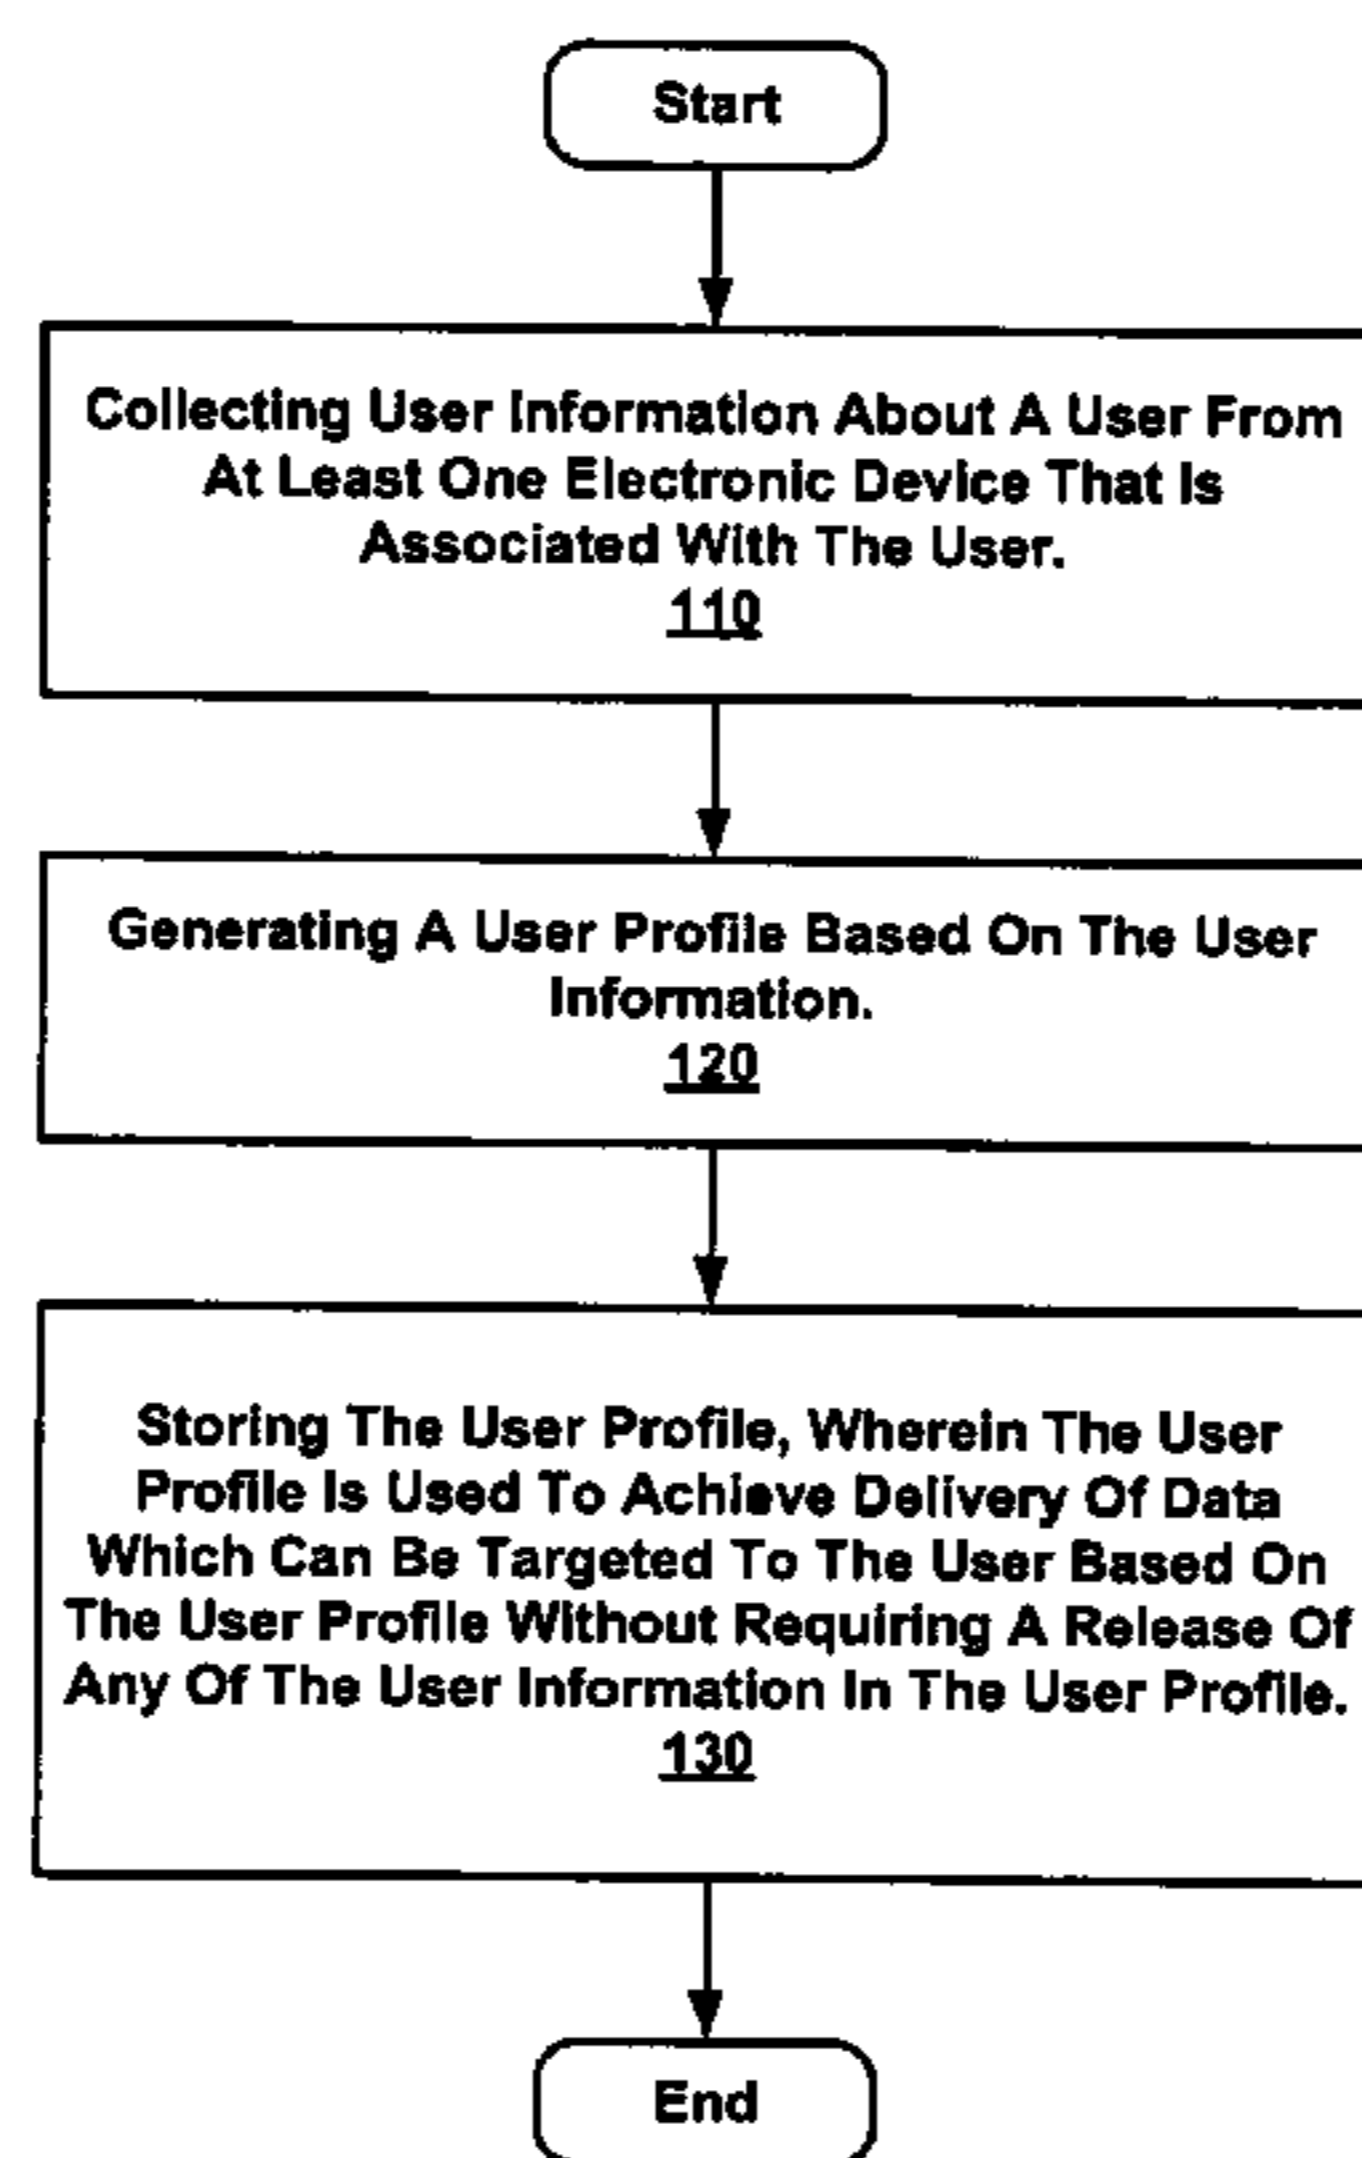 Start
Collecting User Information About A User From
At Least One Electronic Device That Is
Associated With The User.
110
Generating A User Profile Based On The User
Information.
120
Storing The User Profile, Wherein The User
Profile Is Used To Achieve Delivery Of Data
Which Can Be Targeted To The User Based On
The User Profile Without Requiring A Release Of
Any Of The User Information In The User Profile.
130
End